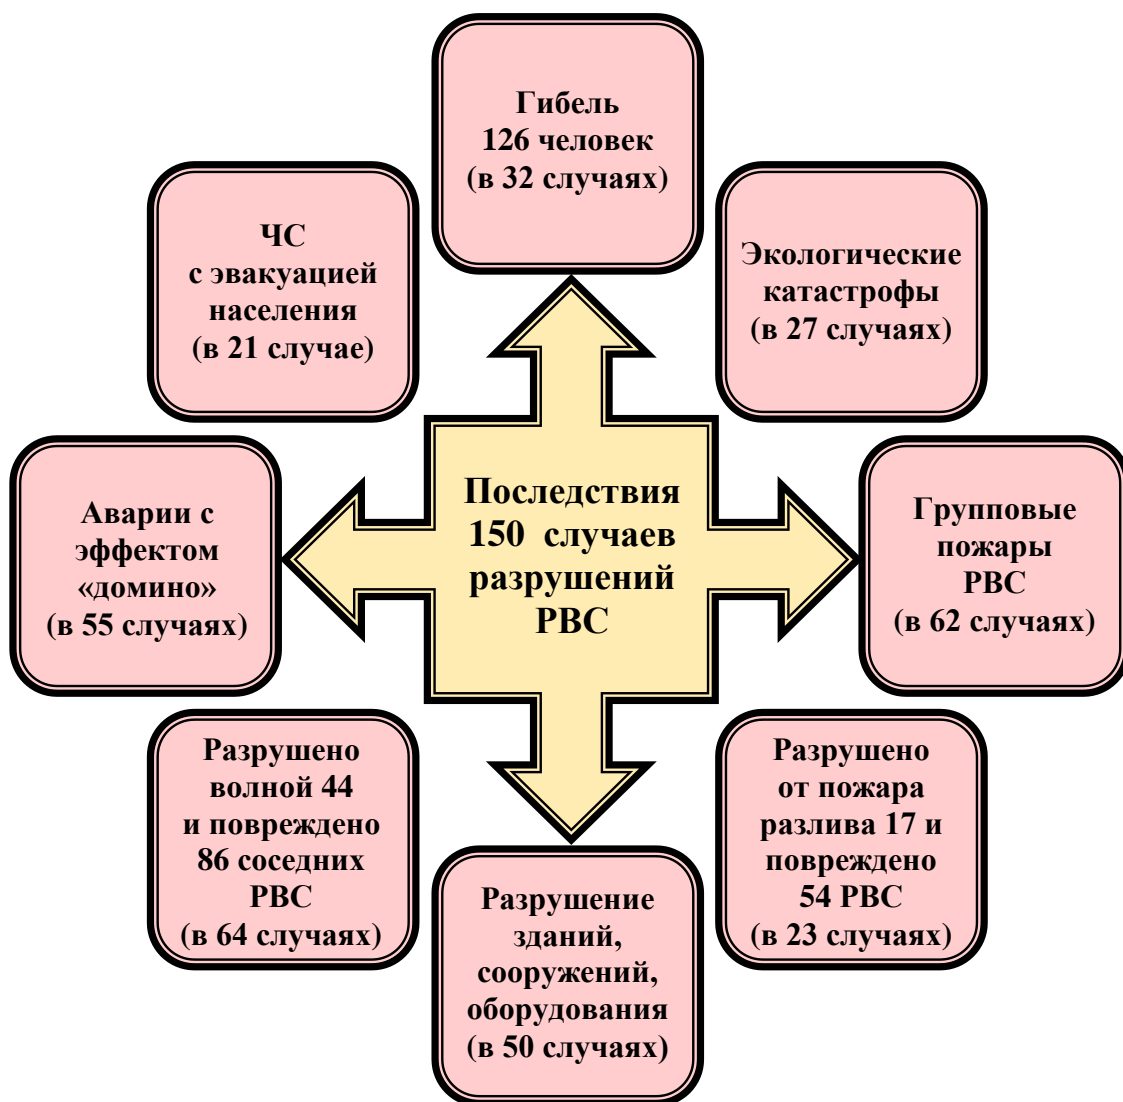 Гибель
126 человек
(в 32 случаях)
ЧС
с эвакуацией
населения
(в 21 случае)
Экологические
катастрофы
(в 27 случаях)
Последствия
150 случаев
разрушений
РВС
Аварии с
эффектом
«домино»
(в 55 случаях)
Групповые
пожары
РВС
(в 62 случаях)
Разрушено
волной 44
и повреждено
86 соседних
РВС
(в 64 случаях)
Разрушено
от пожара
разлива 17 и
повреждено
54 РВС
(в 23 случаях)
Разрушение
зданий,
сооружений,
оборудования
(в 50 случаях)